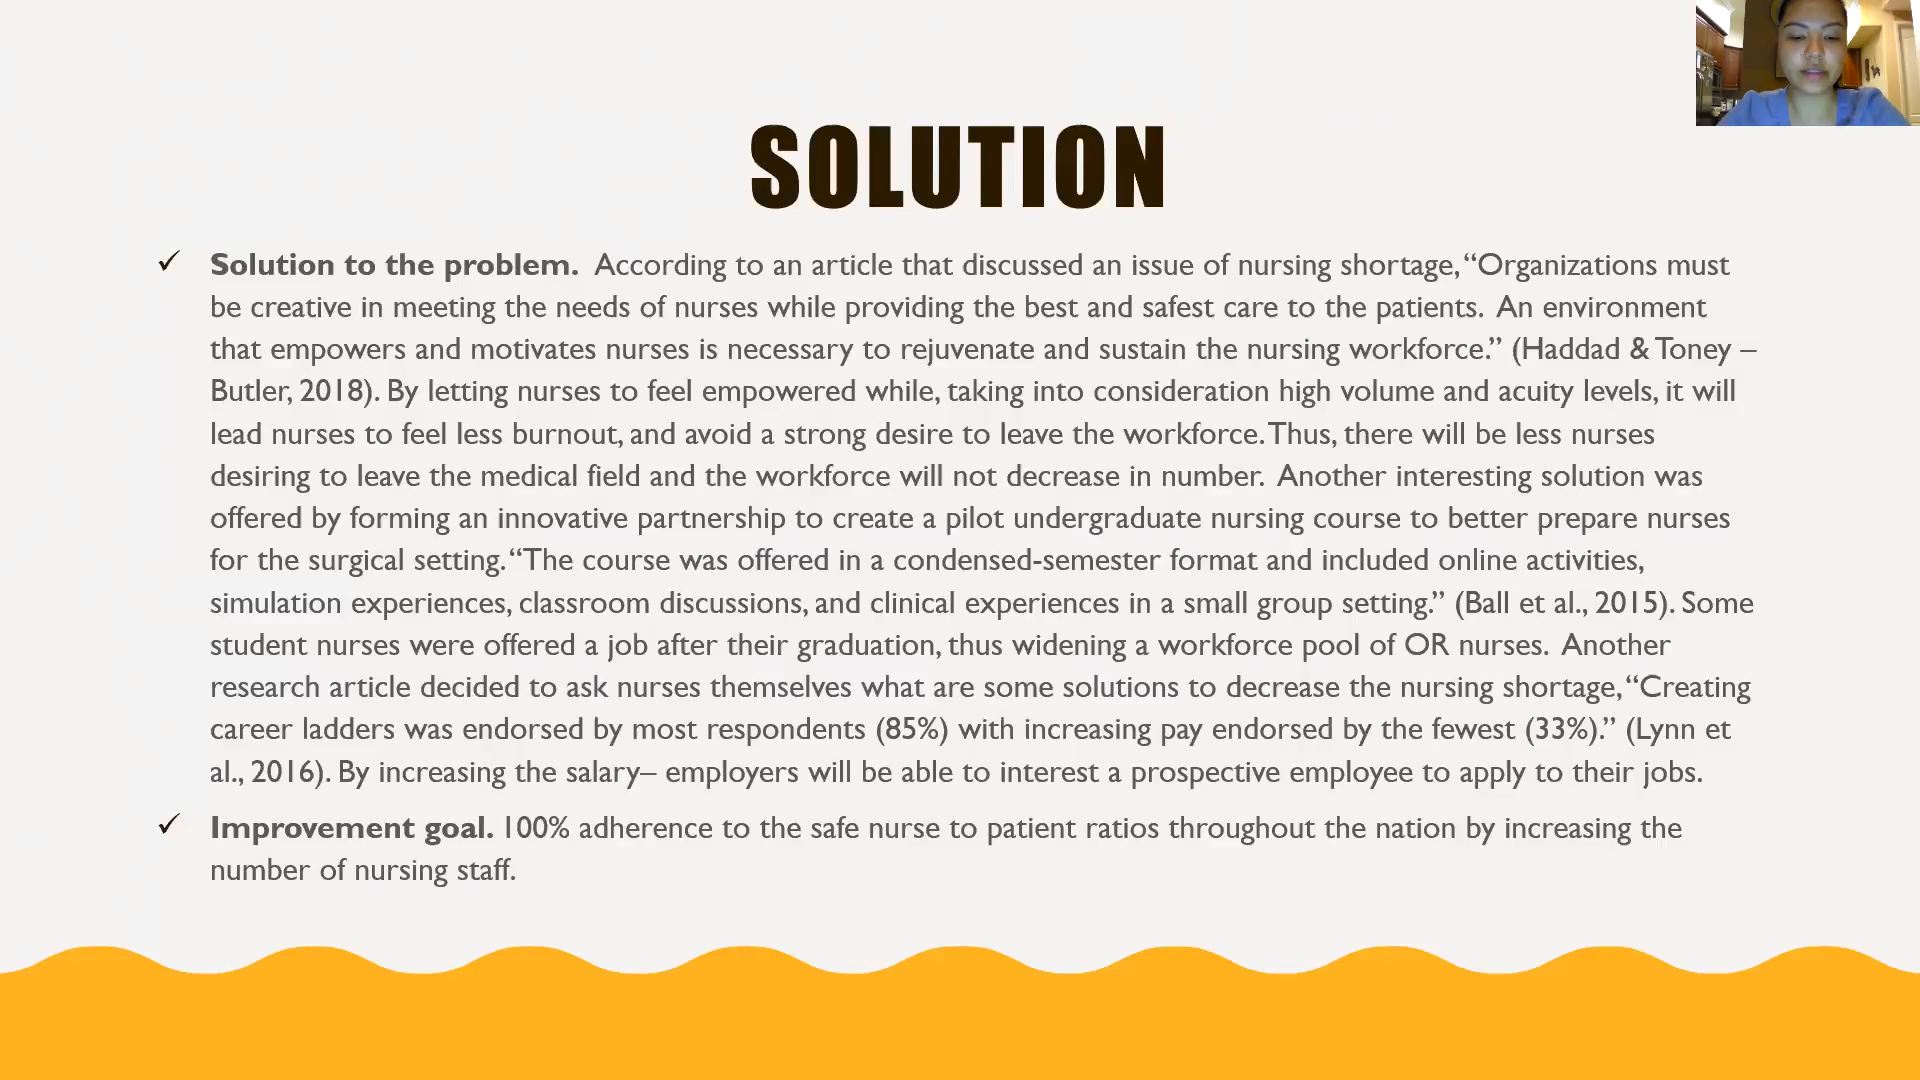 SOLUTION
✓ Solution to the problem. According to an article that discussed an issue of nursing shortage, “Organizations must
be creative in meeting the needs of nurses while providing the best and safest care to the patients. An environment
that empowers and motivates nurses is necessary to rejuvenate and sustain the nursing workforce.” (Haddad & Toney –
Butler, 2018). By letting nurses to feel empowered while, taking into consideration high volume and acuity levels, it will
lead nurses to feel less burnout, and avoid a strong desire to leave the workforce. Thus, there will be less nurses
desiring to leave the medical field and the workforce will not decrease in number. Another interesting solution was
offered by forming an innovative partnership to create a pilot undergraduate nursing course to better prepare nurses
for the surgical setting. “The course was offered in a condensed-semester format and included online activities,
simulation experiences, classroom discussions, and clinical experiences in a small group setting.” (Ball et al., 2015). Some
student nurses were offered a job after their graduation, thus widening a workforce pool of OR nurses. Another
research article decided to ask nurses themselves what are some solutions to decrease the nursing shortage, “Creating
career ladders was endorsed by most respondents (85%) with increasing pay endorsed by the fewest (33%).” (Lynn et
al., 2016). By increasing the salary– employers will be able to interest a prospective employee to apply to their jobs.
✓ Improvement goal. 100% adherence to the safe nurse to patient ratios throughout the nation by increasing the
number of nursing staff.